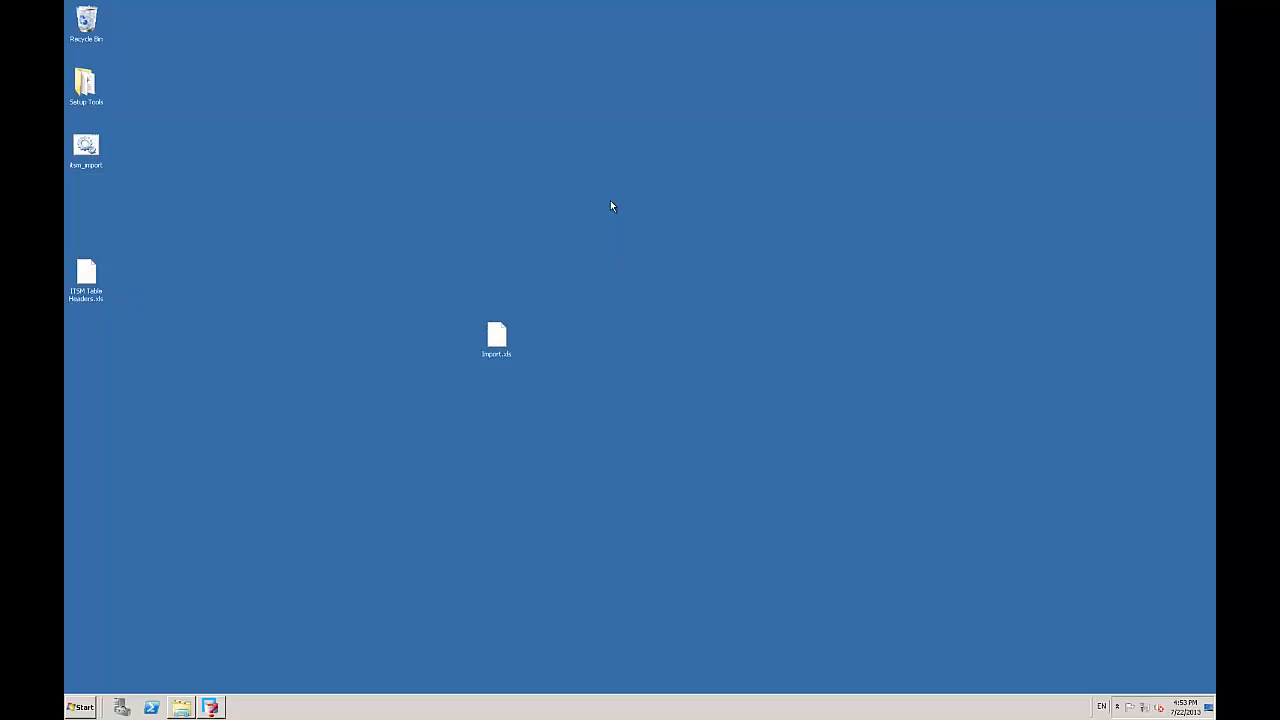 Recycle Bin
Setup Tools
itsm_import
ITSM Table
Headers.xls
Import.xls
Start
EN
4:53 PM
7/22/2013